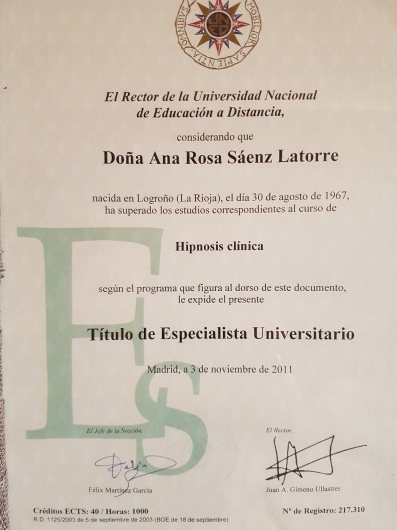 OMNIBUS MOBILIBUS MOBILIOR SAPIENTIA
El Rector de la Universidad Nacional
de Educación a Distancia,
considerando que
Doña Ana Rosa Sáenz Latorre
nacida en Logroño (La Rioja), el día 30 de agosto de 1967,
ha superado los estudios correspondientes al curso de
Hipnosis clínica
según el programa que figura al dorso de este documento,
le expide el presente
Título de Especialista Universitario
Madrid, a 3 de noviembre de 2011
Es
El Jefe de la Sección,
El Rector,
Félix Martínez García
Juan A. Gimeno Ullastres
Créditos ECTS: 40 / Horas: 1000
Nº de Registro: 217.310
R.D. 1125/2003 de 5 de septiembre de 2003 (BOE de 18 de septiembre)